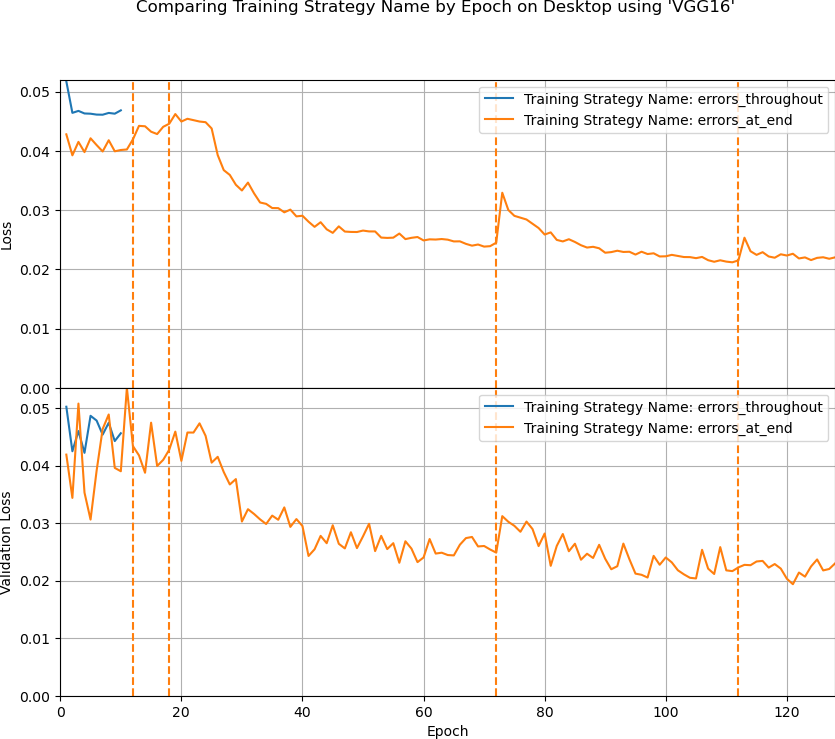 Comparing Training Strategy Name by Epoch on Desktop using 'VGG16'
0.05
0.04
0.03
0.02
0.01
0.00
Loss
Training Strategy Name: errors_throughout
Training Strategy Name: errors_at_end
0.05
0.04
0.03
0.02
0.01
0.00
Validation Loss
Training Strategy Name: errors_throughout
Training Strategy Name: errors_at_end
0 20 40 60 80 100 120
Epoch